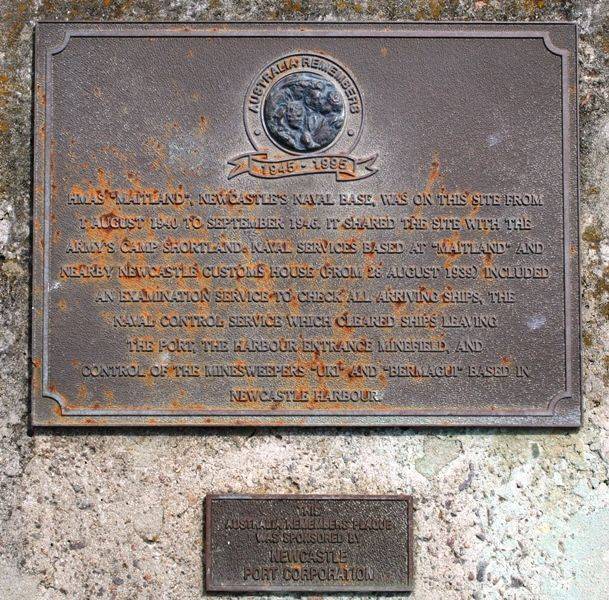 AUSTRALIA REMEMBERS
1945 - 1995
HMAS "MAITLAND", NEWCASTLE'S NAVAL BASE, WAS ON THIS SITE FROM
1 AUGUST 1940 TO SEPTEMBER 1946. IT SHARED THE SITE WITH THE
ARMY'S CAMP SHORTLAND. NAVAL SERVICES BASED AT "MAITLAND" AND
NEARBY NEWCASTLE CUSTOMS HOUSE (FROM 26 AUGUST 1939) INCLUDED
AN EXAMINATION SERVICE TO CHECK ALL ARRIVING SHIPS, THE
NAVAL CONTROL SERVICE WHICH CLEARED SHIPS LEAVING
THE PORT, THE HARBOUR ENTRANCE MINEFIELD, AND
CONTROL OF THE MINESWEEPERS "UKI" AND "BERMAGUI" BASED IN
NEWCASTLE HARBOUR.
THIS
AUSTRALIA REMEMBERS PLAQUE
WAS SPONSORED BY
NEWCASTLE
PORT CORPORATION